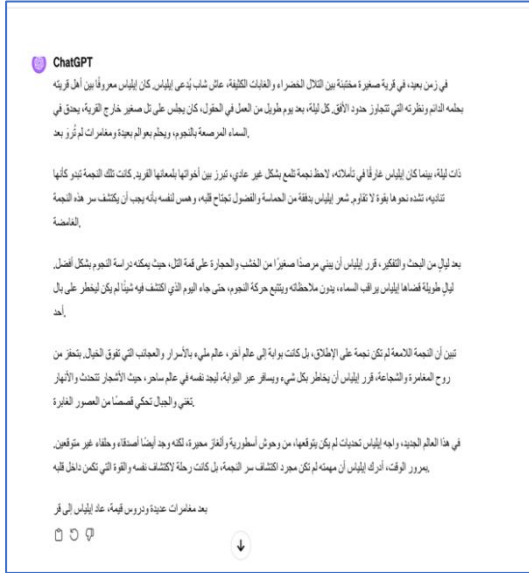 ChatGPT
في زمن بعيد، في قرية صغيرة مختبئة بين التلال الخضراء والغابات الكثيفة، عاش شاب يُدعى إيلياس. كان إيلياس معروفًا بين أهل قريته
بحلمه الدائم ونظرته التي تتجاوز حدود الأفق. كل ليلة، بعد يوم طويل من العمل في الحقول، كان يجلس على تل صغير خارج القرية، يحدق في
السماء المرصعة بالنجوم، ويحلم بعوالم بعيدة ومغامرات لم تُروَ بعد.
ذات ليلة، بينما كان إيلياس غارقًا في تأملاته، لاحظ نجمة تلمع بشكل غير عادي، تبرز بين أخواتها بلمعانها الفريد. كانت تلك النجمة تبدو كأنها
تناديه، تشده نحوها بقوة لا تقاوم. شعر إيلياس بدفقة من الحماسة والفضول تجتاح قلبه، وهمس لنفسه بأنه يجب أن يكتشف سر هذه النجمة
الغامضة.
بعد ليالٍ من البحث والتفكير، قرر إيلياس أن يبني مرصدًا صغيرًا من الخشب والحجارة على قمة التل، حيث يمكنه دراسة النجوم بشكل أفضل.
ليالٍ طويلة قضاها إيلياس يراقب السماء، يدون ملاحظاته ويتتبع حركة النجوم، حتى جاء اليوم الذي اكتشف فيه شيئًا لم يكن ليخطر على بال
أحد.
تبين أن النجمة اللامعة لم تكن نجمة على الإطلاق، بل كانت بوابة إلى عالم آخر، عالم مليء بالأسرار والعجائب التي تفوق الخيال. بتحفز من
روح المغامرة والشجاعة، قرر إيلياس أن يخاطر بكل شيء ويسافر عبر البوابة، ليجد نفسه في عالم ساحر، حيث الأشجار تتحدث والأنهار
تغني والجبال تحكي قصصًا من العصور الغابرة.
في هذا العالم الجديد، واجه إيلياس تحديات لم يكن يتوقعها، من وحوش أسطورية وألغاز محيرة، لكنه وجد أيضًا أصدقاء وحلفاء غير متوقعين.
بمرور الوقت، أدرك إيلياس أن مهمته لم تكن مجرد اكتشاف سر النجمة، بل كانت رحلة لاكتشاف نفسه والقوة التي تكمن داخل قلبه.
بعد مغامرات عديدة ودروس قيمة، عاد إيلياس إلى قر